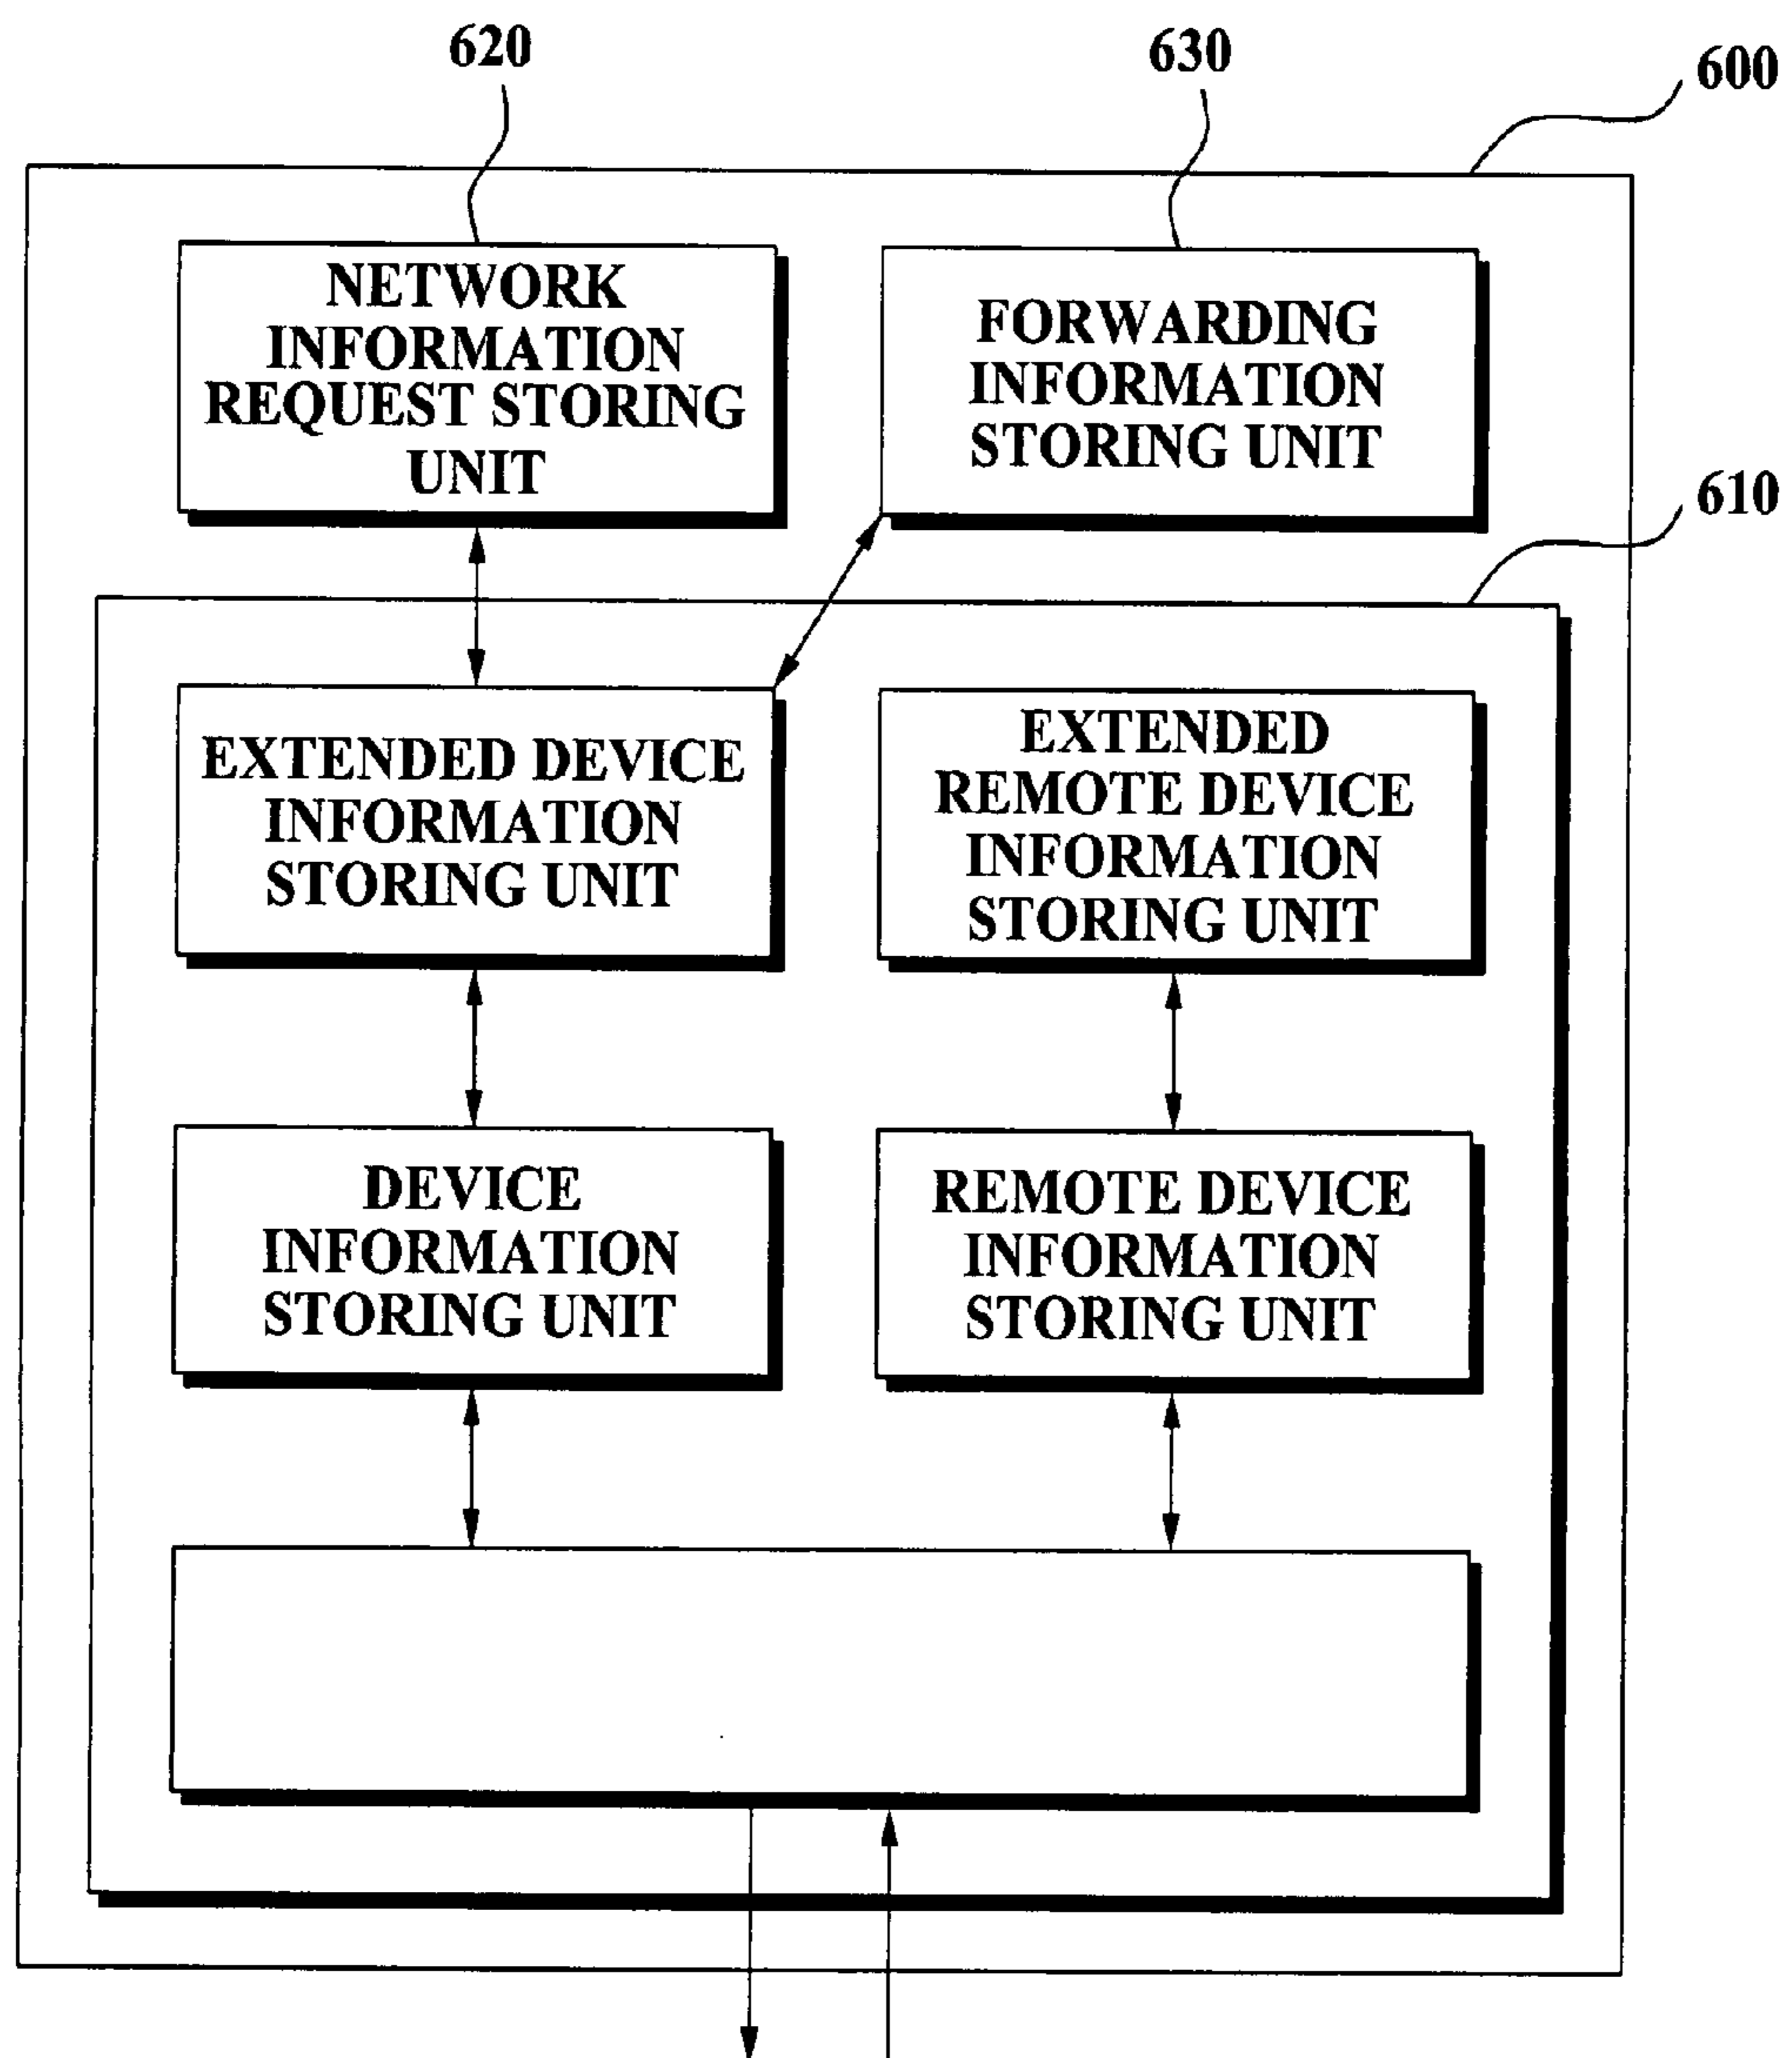 620
630
600
NETWORK
INFORMATION
REQUEST STORING
UNIT
FORWARDING
INFORMATION
STORING UNIT
610
EXTENDED DEVICE
INFORMATION
STORING UNIT
EXTENDED
REMOTE DEVICE
INFORMATION
STORING UNIT
DEVICE
INFORMATION
STORING UNIT
REMOTE DEVICE
INFORMATION
STORING UNIT